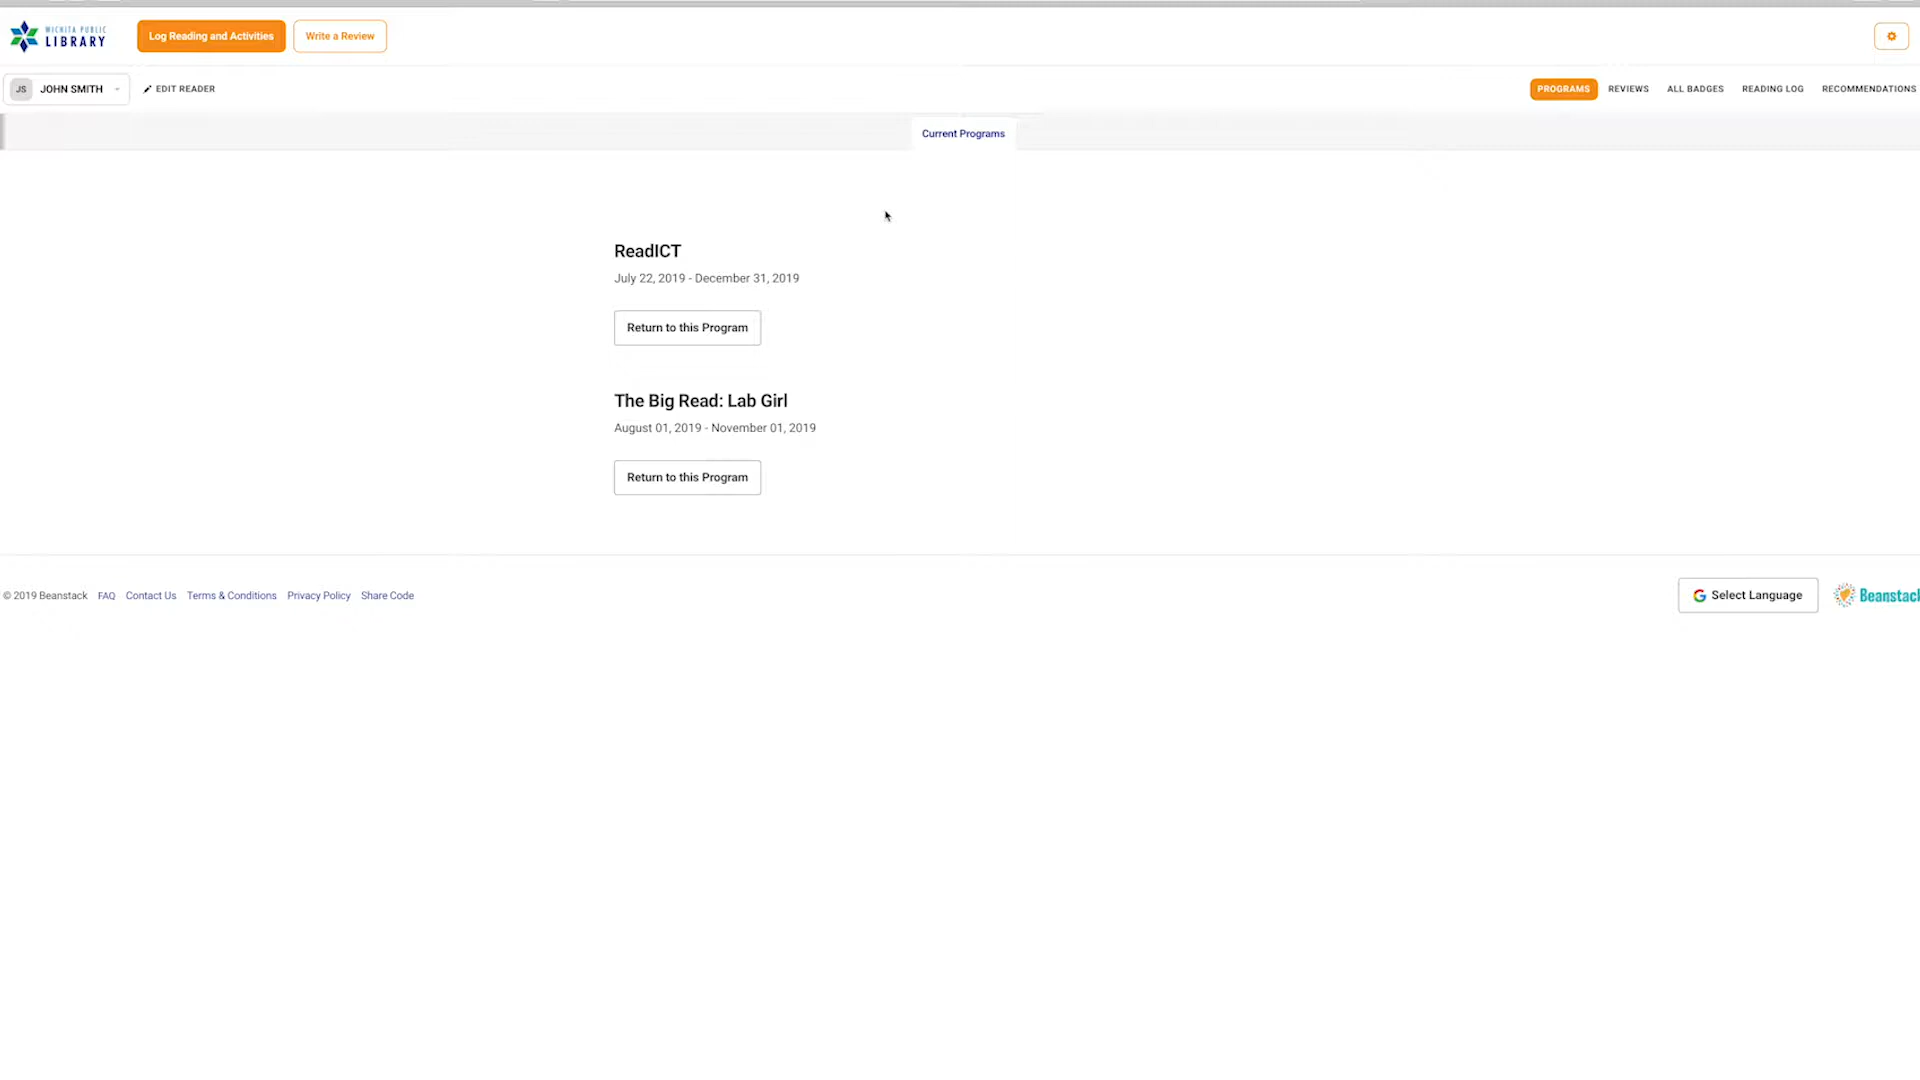 WICHITA PUBLIC
LIBRARY
Log Reading and Activities
Write a Review
JS JOHN SMITH
EDIT READER
PROGRAMS REVIEWS ALL BADGES READING LOG RECOMMENDATIONS
Current Programs
ReadICT
July 22, 2019 - December 31, 2019
Return to this Program
The Big Read: Lab Girl
August 01, 2019 - November 01, 2019
Return to this Program
© 2019 Beanstack FAQ Contact Us Terms & Conditions Privacy Policy Share Code
G Select Language
Beanstack